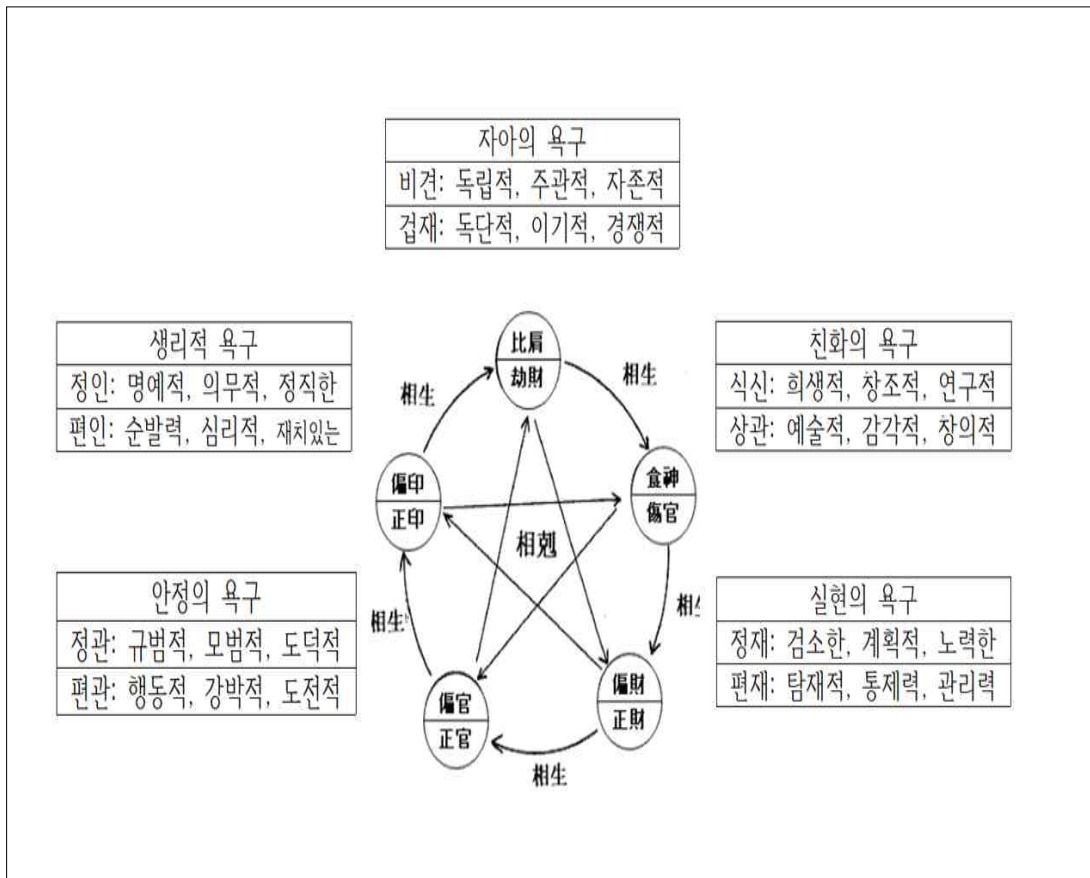 자아의 욕구
비견: 독립적, 주관적, 자존적
겁재: 독단적, 이기적, 경쟁적
생리적 욕구
정인: 명예적, 의무적, 정직한
편인: 순발력, 심리적, 재치있는
친화의 욕구
식신: 희생적, 창조적, 연구적
상관: 예술적, 감각적, 창의적
比肩
劫財
相生
相生
偏印
正印
食神
傷官
相剋
안정의 욕구
정관: 규범적, 모범적, 도덕적
편관: 행동적, 강박적, 도전적
실현의 욕구
정재: 검소한, 계획적, 노력한
편재: 탐재적, 통제력, 관리력
相生
相
偏官
正官
偏財
正財
相生